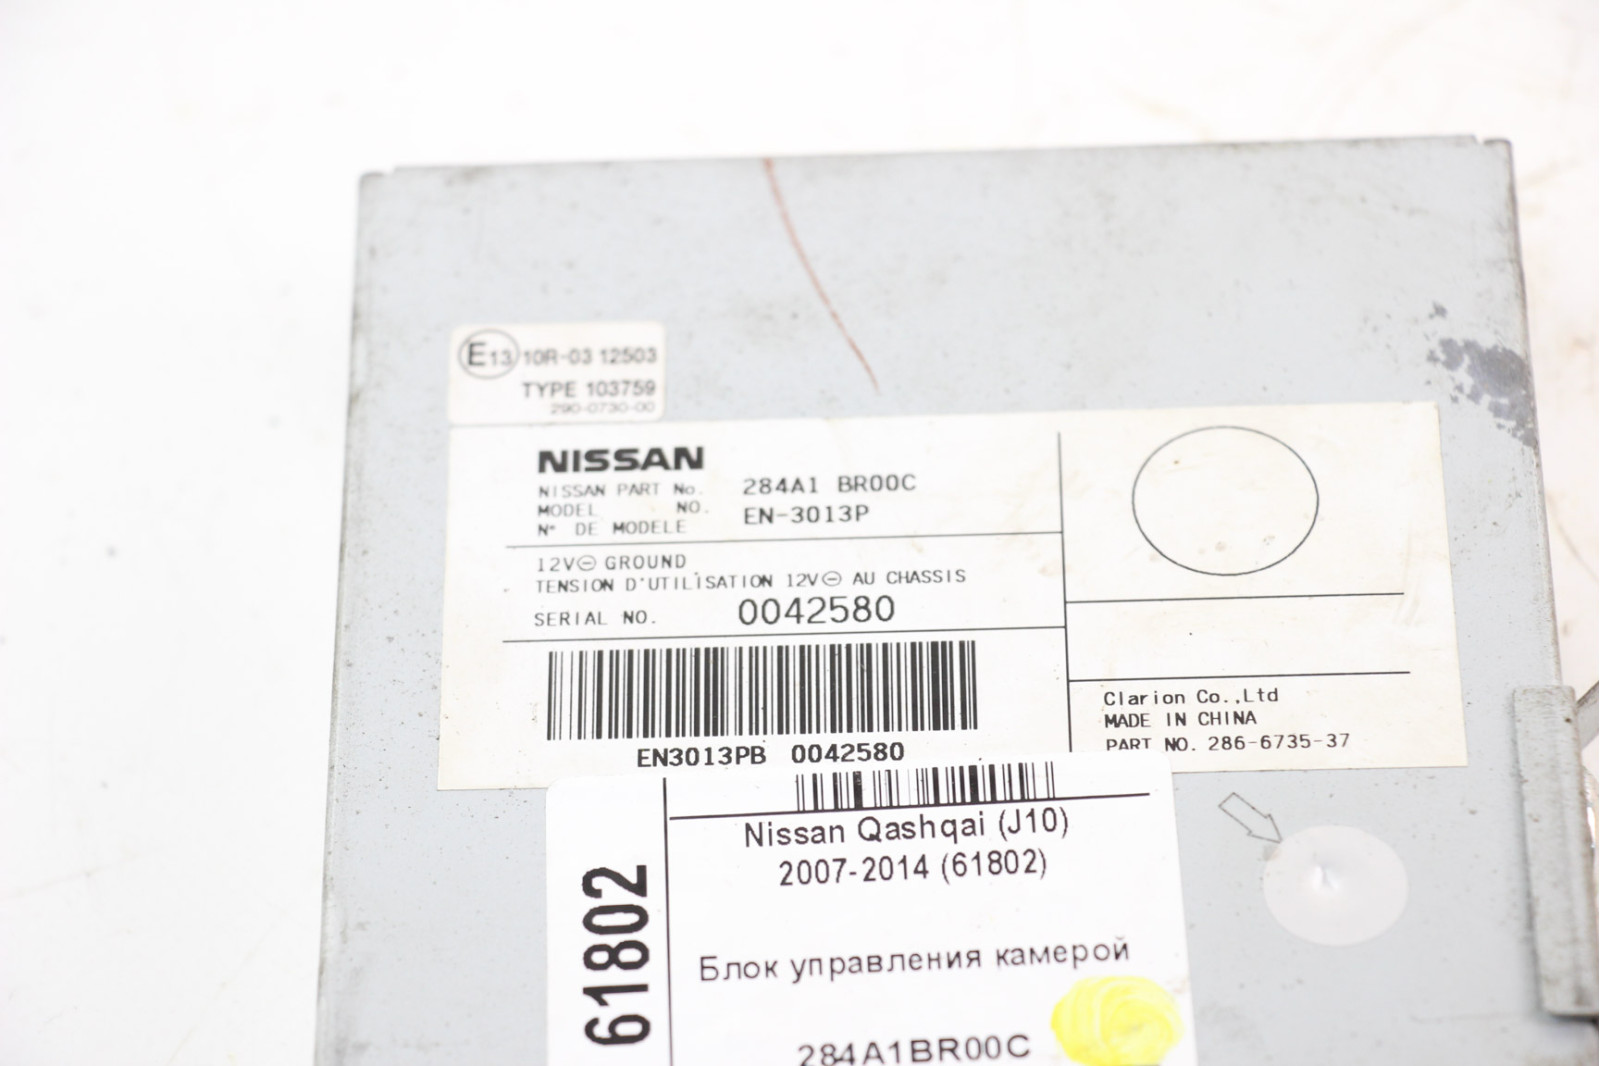 E13 10R-03 12503
TYPE 103759
290-0730-00
NISSAN
NISSAN PART No. 284A1 BR00C
MODEL NO. EN-3013P
N° DE MODELE
12V⊖ GROUND
TENSION D'UTILISATION 12V⊖ AU CHASSIS
SERIAL NO. 0042580
EN3013PB 0042580
Clarion Co.,Ltd
MADE IN CHINA
PART NO. 286-6735-37
61802
Nissan Qashqai (J10)
2007-2014 (61802)
Блок управления камерой
284A1BR00C